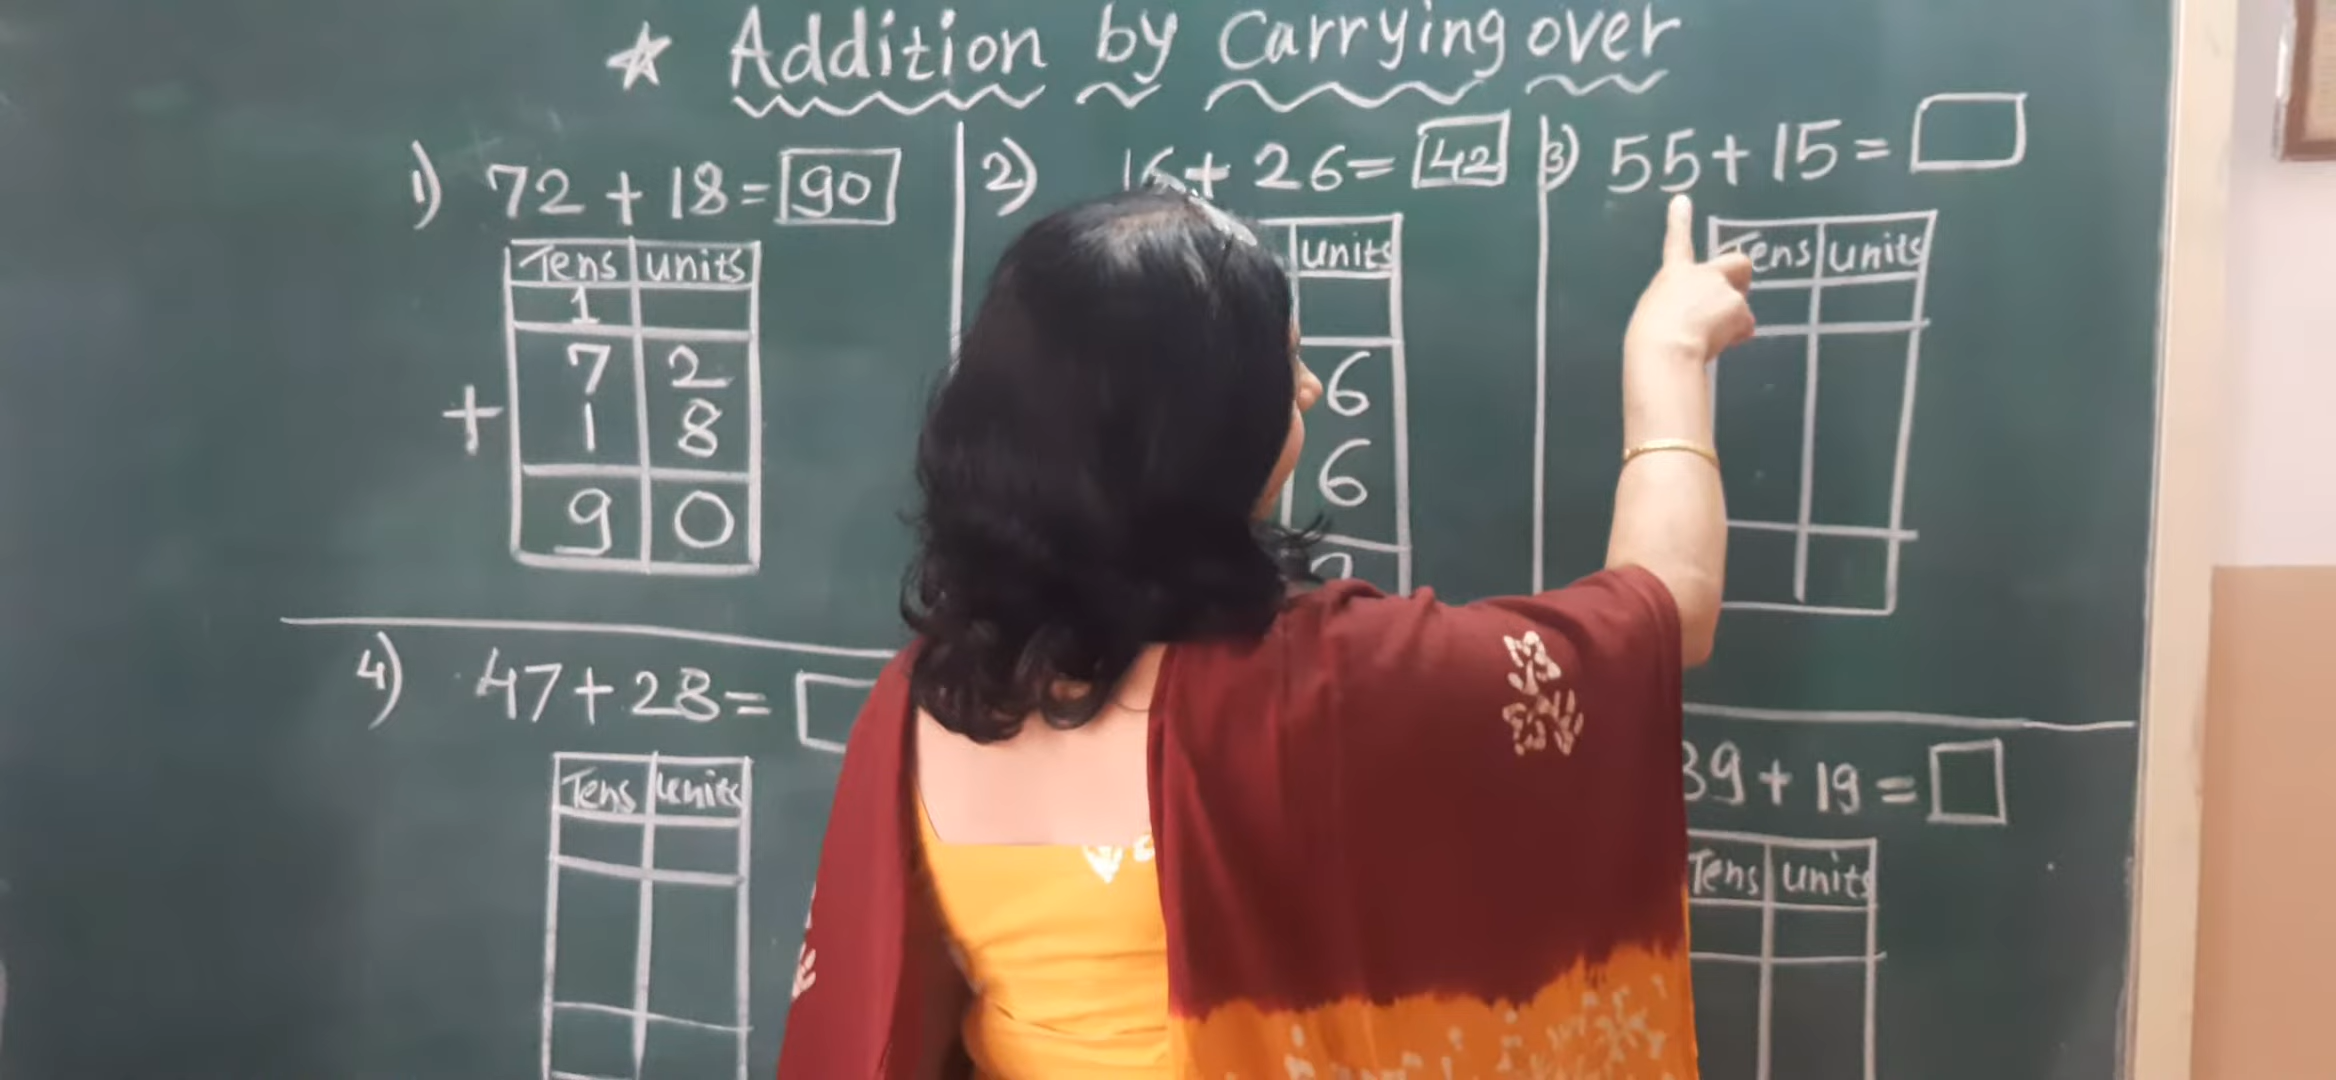 ★ Addition by Carrying over
1) 72 + 18 = 90
Tens units
1
7 2
+ 1 8
9 0
2) 16 + 26 = 42
units
6
6
3) 55 + 15 =
Tens units
4) 47 + 28 =
Tens units
39 + 19 =
Tens units